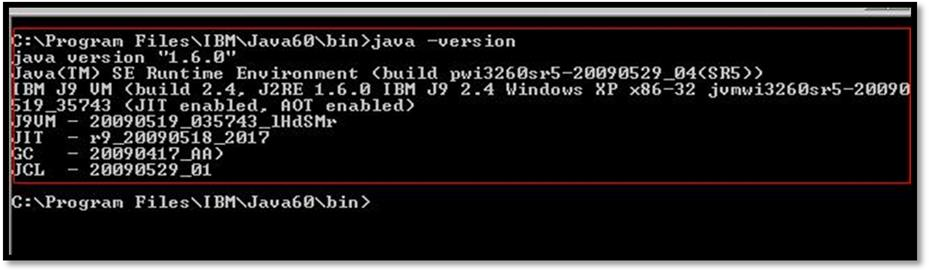 C:\Program Files\IBM\Java60\bin>java -version
java version "1.6.0"
Java(TM) SE Runtime Environment (build pwi3260sr5-20090529_04(SR5))
IBM J9 VM (build 2.4, J2RE 1.6.0 IBM J9 2.4 Windows XP x86-32 jvmwi3260sr5-20090
519_35743 (JIT enabled, AOT enabled)
J9VM - 20090519_035743_lHdSMr
JIT  - r9_20090518_2017
GC   - 20090417_AA)
JCL  - 20090529_01
C:\Program Files\IBM\Java60\bin>